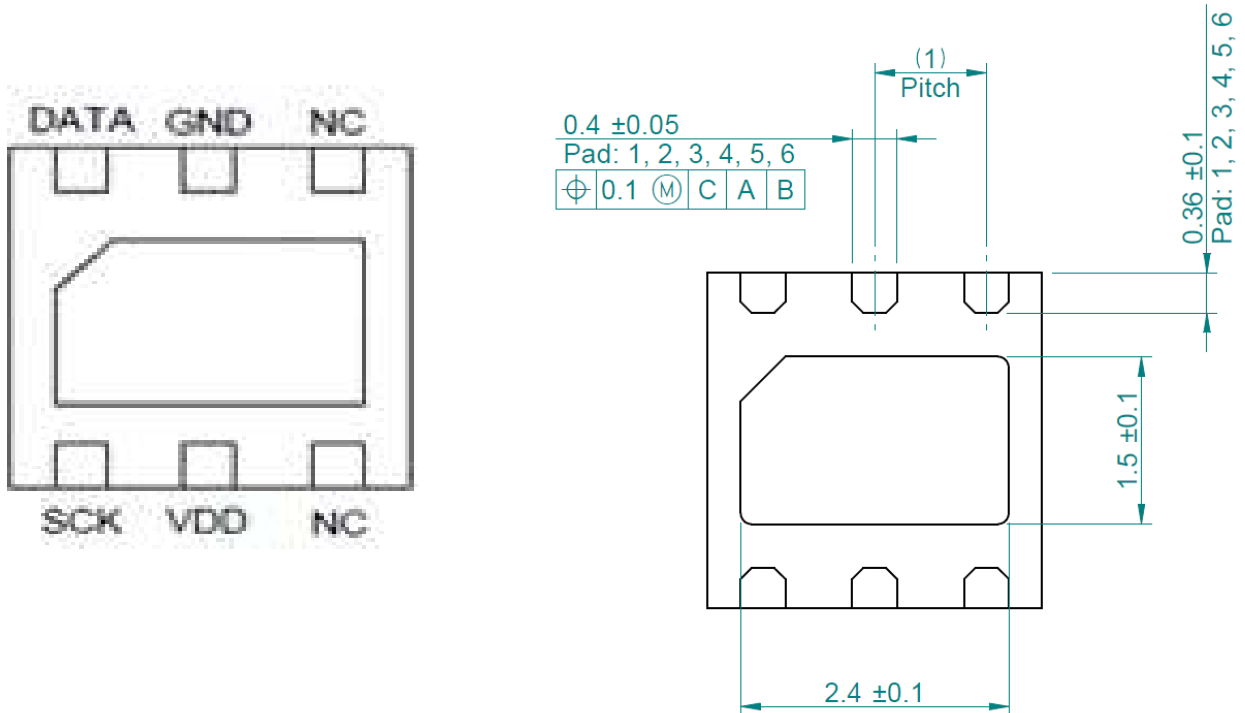 DATA GND NC
SCK VDD NC
(1)
Pitch
0.4 ±0.05
Pad: 1, 2, 3, 4, 5, 6
⌖ 0.1 Ⓜ C A B
0.36 ±0.1
Pad: 1, 2, 3, 4, 5, 6
1.5 ±0.1
2.4 ±0.1